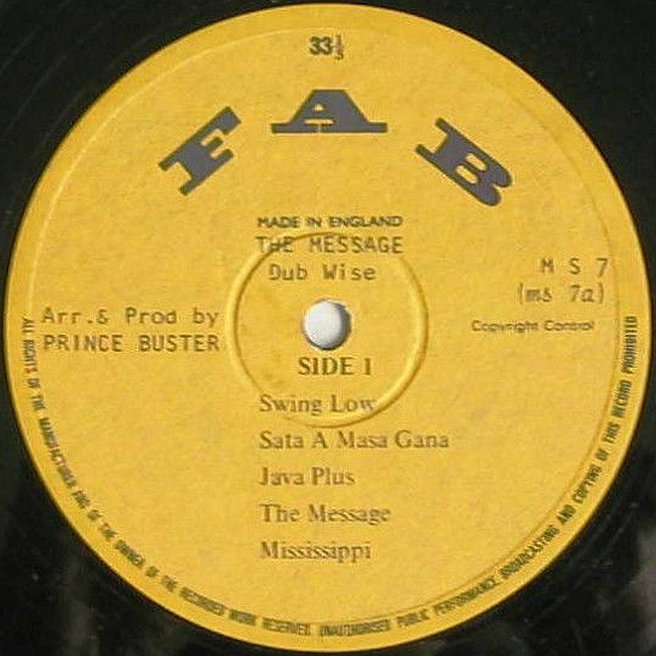 33⅓
FAB
MADE IN ENGLAND
THE MESSAGE
Dub Wise
M S 7
(ms 7a)
Arr.& Prod by
PRINCE BUSTER
Copyright Control
SIDE 1
Swing Low
Sata A Masa Gana
Java Plus
The Message
Mississippi
ALL RIGHTS OF THE MANUFACTURER AND OF THE OWNER OF THE RECORDED WORK RESERVED. UNAUTHORISED PUBLIC PERFORMANCE, BROADCASTING AND COPYING OF THIS RECORD PROHIBITED